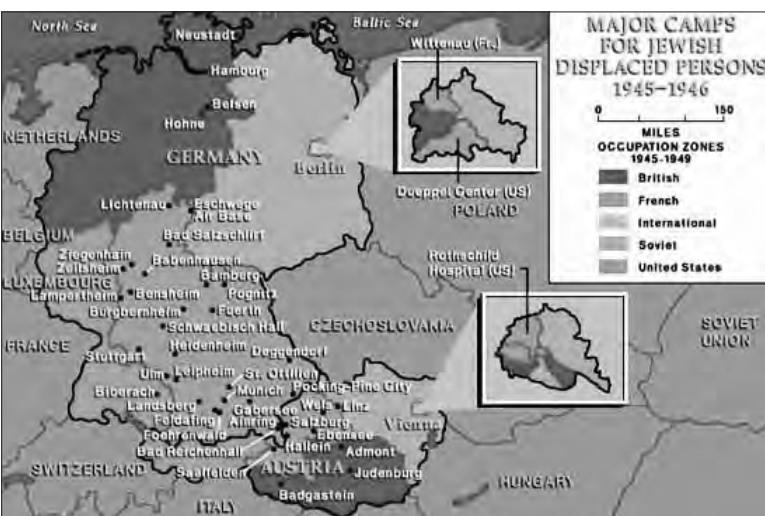 North Sea
Baltic Sea
Neustadt
Wittenau (Fr.)
MAJOR CAMPS
FOR JEWISH
DISPLACED PERSONS
1945-1946
Hamburg
Belsen
Hohne
0 150
MILES
OCCUPATION ZONES
1945-1949
British
French
International
Soviet
United States
NETHERLANDS
GERMANY
Berlin
Dueppel Center (US)
POLAND
Lichtenau
Eschwege
Air Base
BELGIUM
Bad Salzschlirf
Ziegenhain
Zeilsheim
Babenhausen
Rothschild
Hospital (US)
LUXEMBOURG
Bamberg
Lampertheim
Bensheim
Pognitz
Burgbernheim
Fuerth
Schwaebisch Hall
CZECHOSLOVAKIA
SOVIET
UNION
FRANCE
Stuttgart
Heidenheim
Deggendorf
Ulm
Leipheim
St. Ottilien
Biberach
Munich
Pocking-Pine City
Landsberg
Gabersee
Wels
Linz
Vienna
Feldafing
Ainring
Salzburg
Foehrenwald
Ebensee
Bad Reichenhall
Hallein
Admont
SWITZERLAND
Saalfelden
AUSTRIA
Judenburg
HUNGARY
Badgastein
ITALY